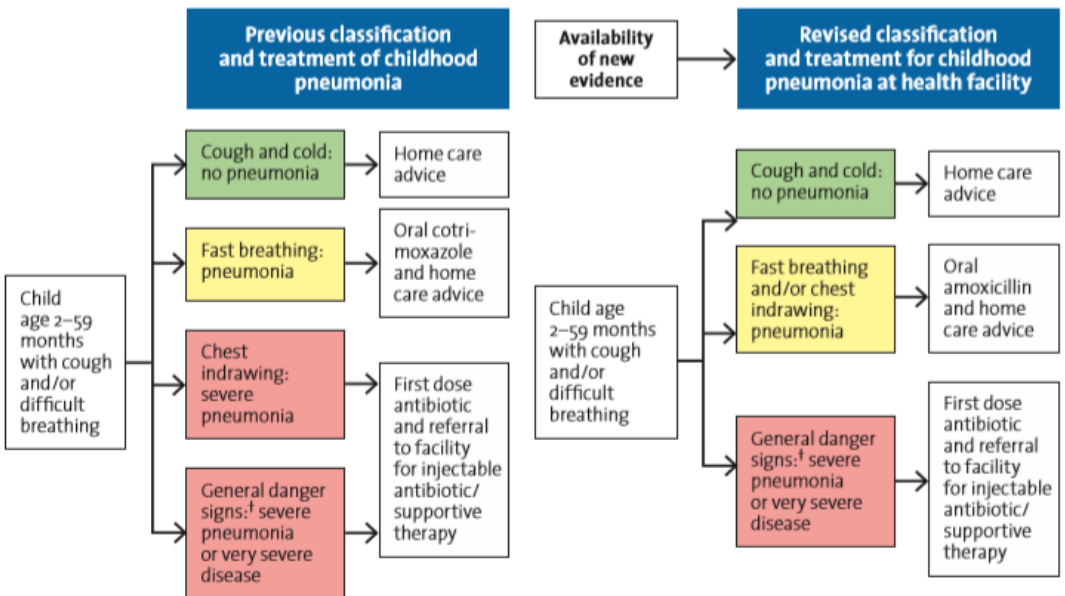 Previous classification
and treatment of childhood
pneumonia
Cough and cold:
no pneumonia
Home care
advice
Fast breathing:
pneumonia
Oral cotri-
moxazole
and home
care advice
Child
age 2–59
months
with cough
and/or
difficult
breathing
Chest
indrawing:
severe
pneumonia
First dose
antibiotic
and referral
to facility
for injectable
antibiotic/
supportive
therapy
General danger
signs:† severe
pneumonia
or very severe
disease
Availability
of new
evidence
Revised classification
and treatment for childhood
pneumonia at health facility
Cough and cold:
no pneumonia
Home care
advice
Fast breathing
and/or chest
indrawing:
pneumonia
Oral
amoxicillin
and home
care advice
Child age
2–59 months
with cough
and/or
difficult
breathing
General danger
signs:† severe
pneumonia
or very severe
disease
First dose
antibiotic
and referral
to facility
for injectable
antibiotic/
supportive
therapy